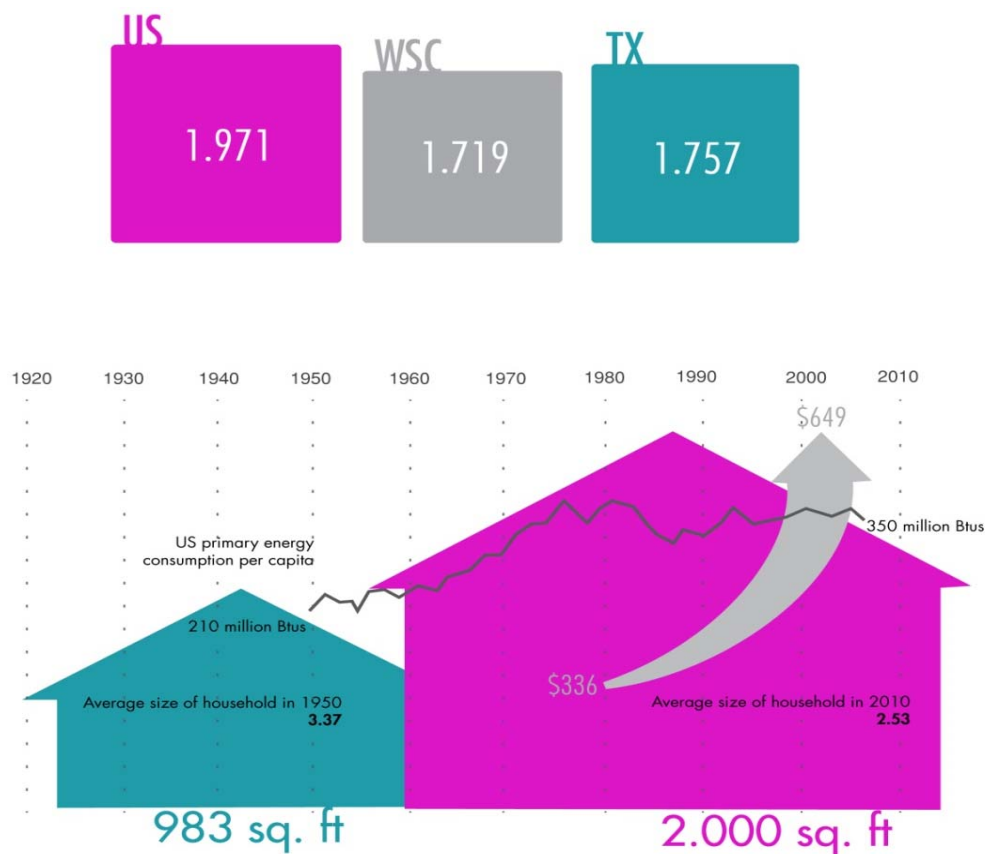 US
WSC
TX
1.971
1.719
1.757
1920 1930 1940 1950 1960 1970 1980 1990 2000 2010
$649
350 million Btus
US primary energy
consumption per capita
210 million Btus
$336
Average size of household in 1950
3.37
Average size of household in 2010
2.53
983 sq. ft
2.000 sq. ft